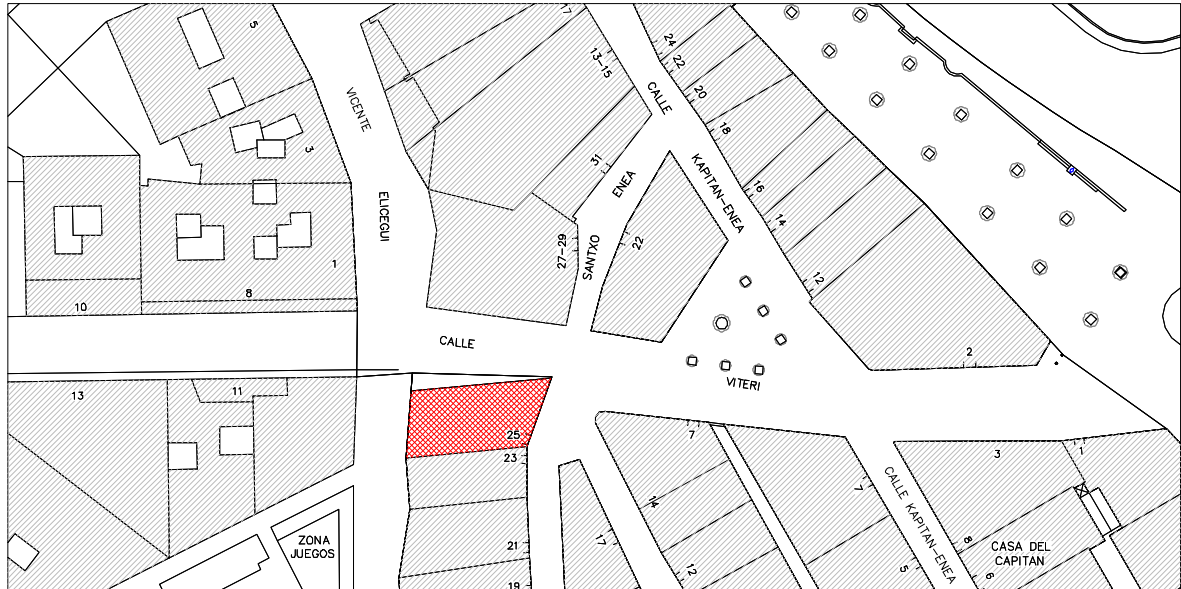 5
17
24
22
13-15
20
CALLE
18
VICENTE
3
31
ENEA
KAPITAN-ENEA
16
ELICEGUI
14
22
27-29
SANTXO
1
12
8
10
CALLE
2
VITERI
13
11
25
7
23
3
1
7
14
CALLE KAPITAN-ENEA
ZONA
JUEGOS
21
17
8
CASA DEL
CAPITAN
5
12
6
19